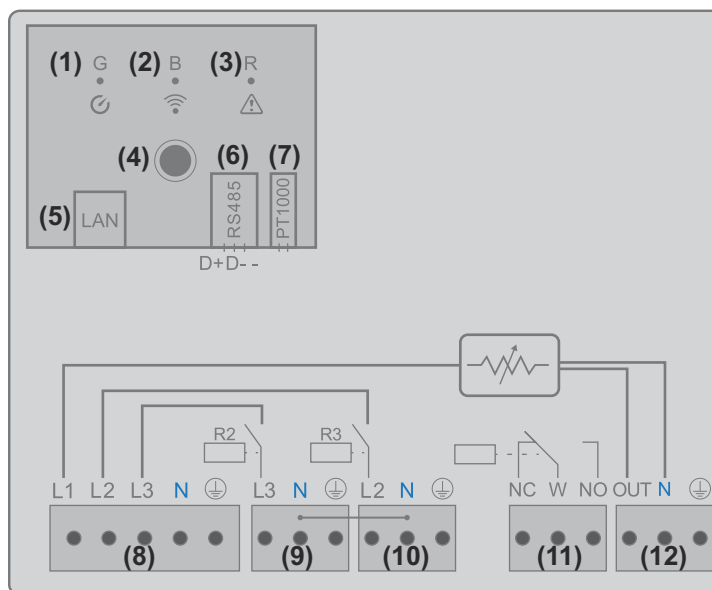 (1) G (2) B (3) R
(4) (6) (7)
(5) LAN RS485 PT1000
D+D- -
R2 R3
L1 L2 L3 N L3 N L2 N NC W NO OUT N
(8) (9) (10) (11) (12)